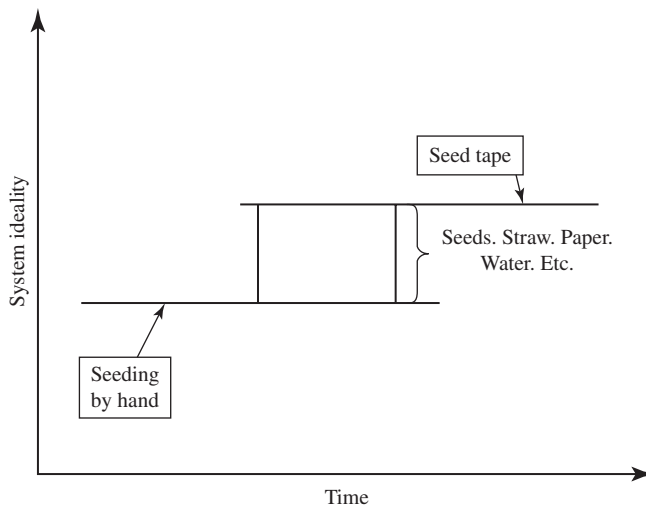 System ideality
Seed tape
Seeds. Straw. Paper.
Water. Etc.
Seeding
by hand
Time